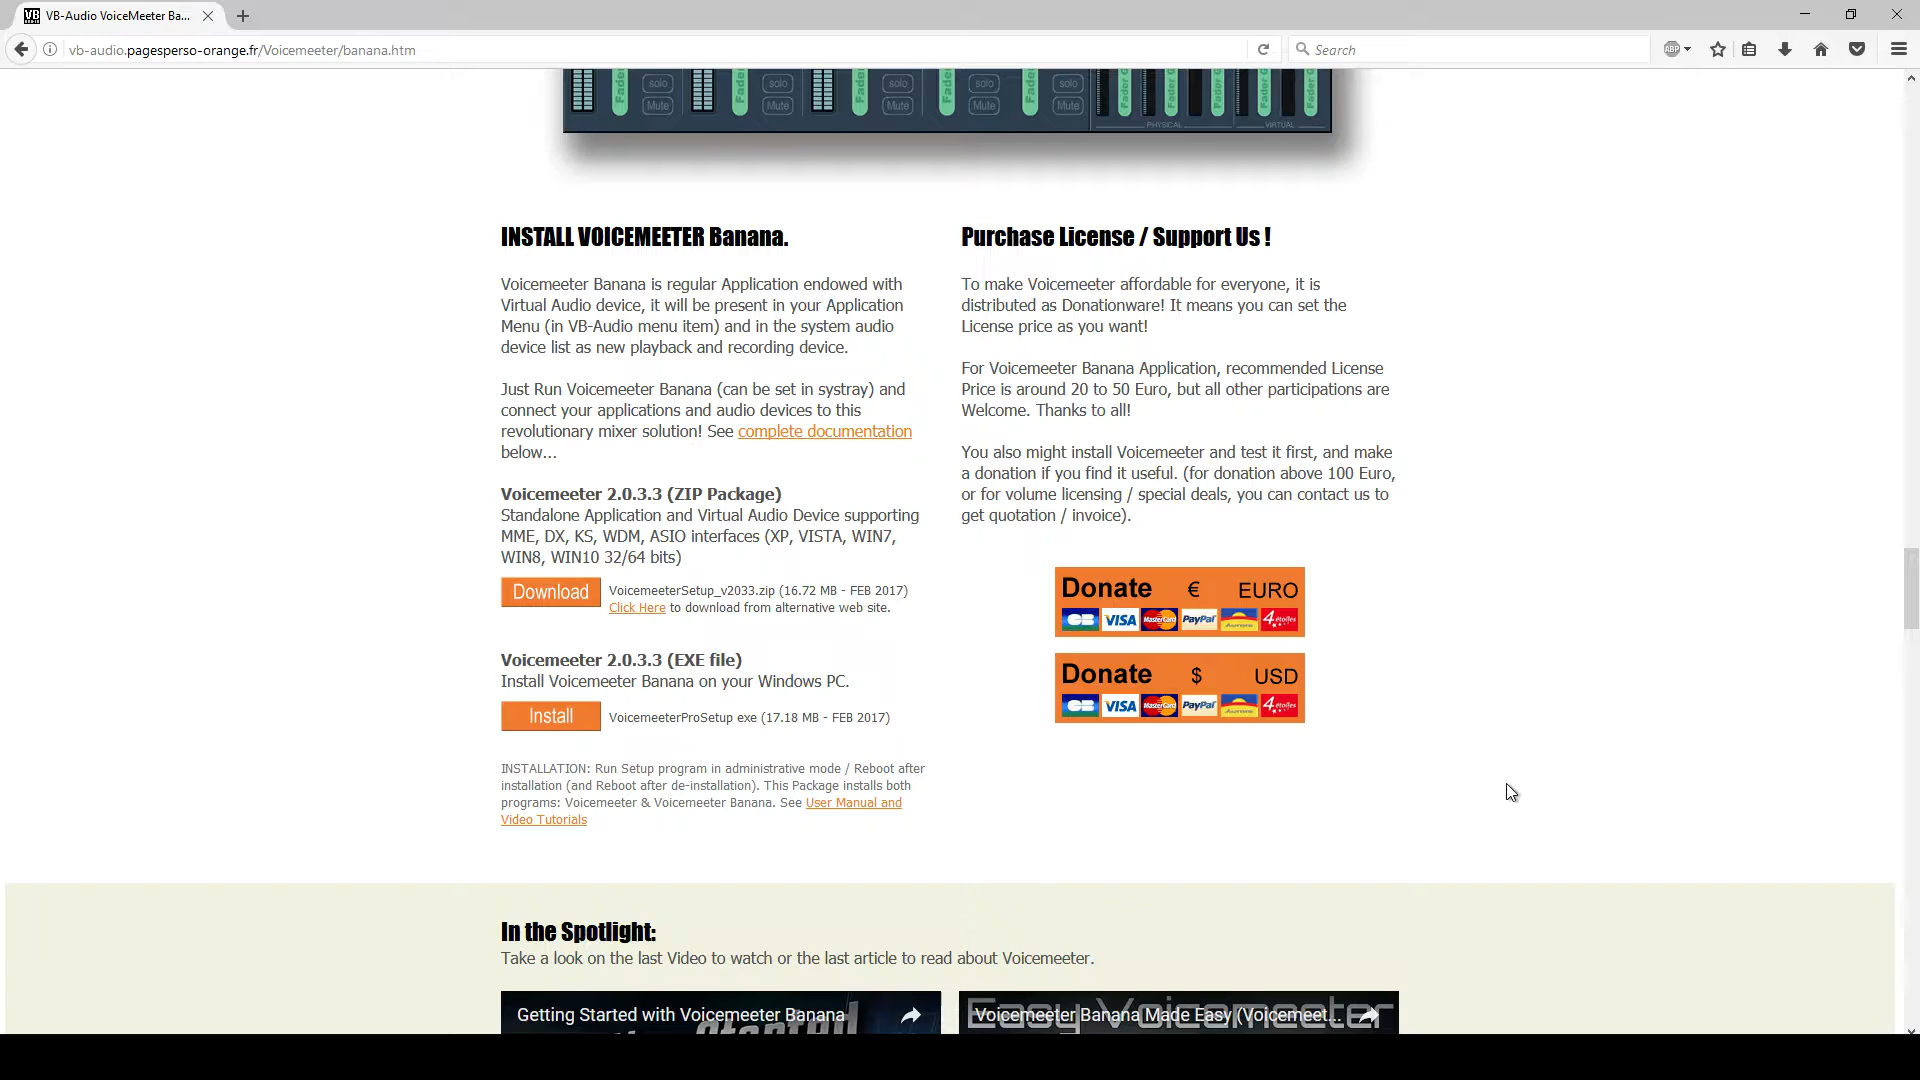 VB-Audio VoiceMeeter Ba...
vb-audio.pagesperso-orange.fr/Voicemeeter/banana.htm
Search
ABP
solo solo solo solo solo
Mute Mute Mute Mute Mute
PHYSICAL VIRTUAL
INSTALL VOICEMEETER Banana.
Voicemeeter Banana is regular Application endowed with
Virtual Audio device, it will be present in your Application
Menu (in VB-Audio menu item) and in the system audio
device list as new playback and recording device.
Just Run Voicemeeter Banana (can be set in systray) and
connect your applications and audio devices to this
revolutionary mixer solution! See complete documentation
below...
Voicemeeter 2.0.3.3 (ZIP Package)
Standalone Application and Virtual Audio Device supporting
MME, DX, KS, WDM, ASIO interfaces (XP, VISTA, WIN7,
WIN8, WIN10 32/64 bits)
Download
VoicemeeterSetup_v2033.zip (16.72 MB - FEB 2017)
Click Here to download from alternative web site.
Voicemeeter 2.0.3.3 (EXE file)
Install Voicemeeter Banana on your Windows PC.
Install
VoicemeeterProSetup exe (17.18 MB - FEB 2017)
INSTALLATION: Run Setup program in administrative mode / Reboot after
installation (and Reboot after de-installation). This Package installs both
programs: Voicemeeter & Voicemeeter Banana. See User Manual and
Video Tutorials
Purchase License / Support Us !
To make Voicemeeter affordable for everyone, it is
distributed as Donationware! It means you can set the
License price as you want!
For Voicemeeter Banana Application, recommended License
Price is around 20 to 50 Euro, but all other participations are
Welcome. Thanks to all!
You also might install Voicemeeter and test it first, and make
a donation if you find it useful. (for donation above 100 Euro,
or for volume licensing / special deals, you can contact us to
get quotation / invoice).
Donate € EURO
CB VISA MasterCard PayPal 4 étoiles
Donate $ USD
CB VISA MasterCard PayPal 4 étoiles
In the Spotlight:
Take a look on the last Video to watch or the last article to read about Voicemeeter.
Getting Started with Voicemeeter Banana
Started
Easy Voicemeeter
Voicemeeter Banana Made Easy (Voicemeet...